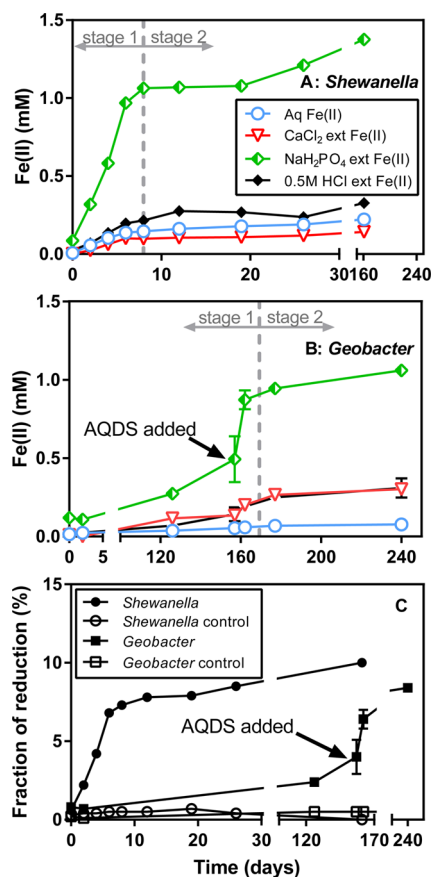 stage 1 stage 2
A: Shewanella
Aq Fe(II)
CaCl2 ext Fe(II)
NaH2PO4 ext Fe(II)
0.5M HCl ext Fe(II)
Fe(II) (mM)
1.5
1.0
0.5
0.0
0 10 20 30 160 240
stage 1 stage 2
B: Geobacter
AQDS added
Fe(II) (mM)
1.5
1.0
0.5
0.0
0 5 120 160 200 240
C
Shewanella
Shewanella control
Geobacter
Geobacter control
AQDS added
Fraction of reduction (%)
15
10
5
0
0 10 20 30 130 170 240
Time (days)